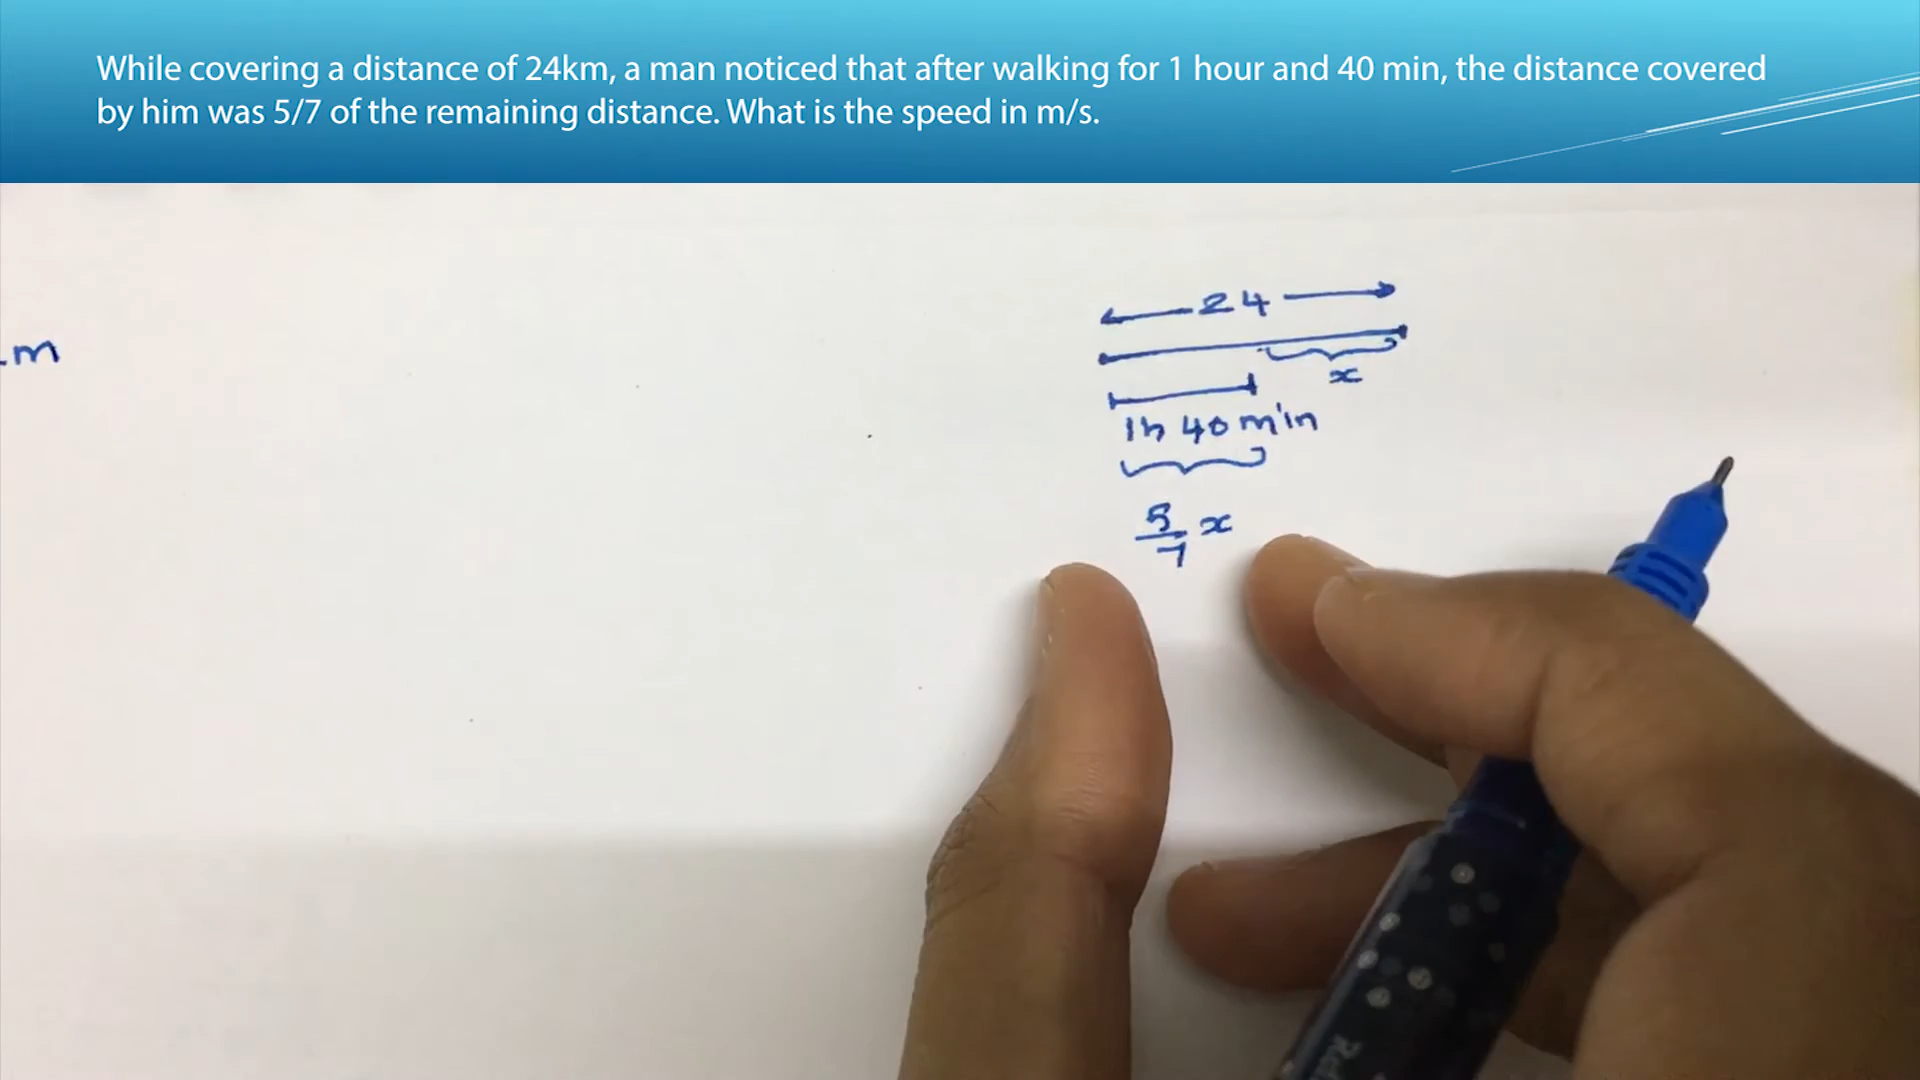 While covering a distance of 24km, a man noticed that after walking for 1 hour and 40 min, the distance covered
by him was 5/7 of the remaining distance. What is the speed in m/s.
24
m
x
1h 40 min
5/7 x